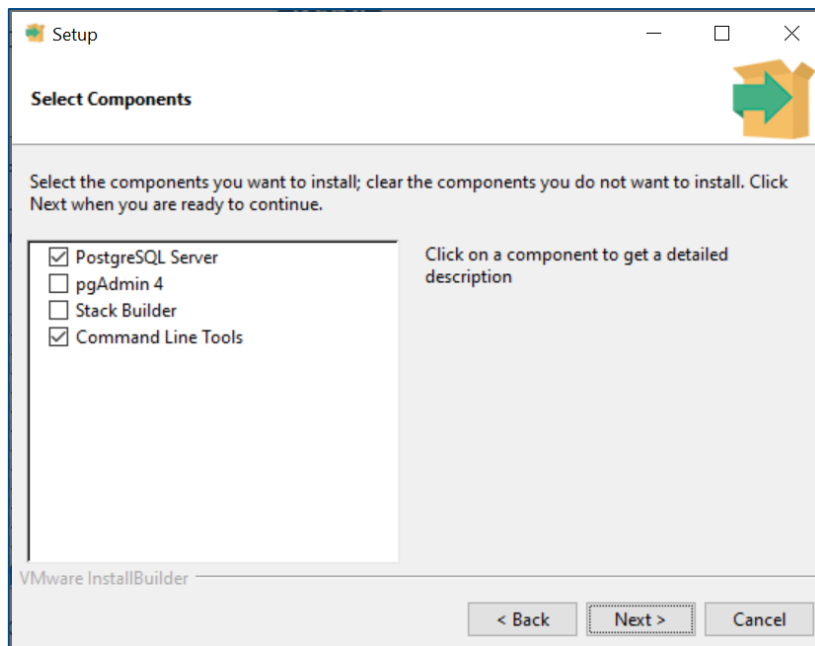 Setup
Select Components
Select the components you want to install; clear the components you do not want to install. Click
Next when you are ready to continue.
PostgreSQL Server
pgAdmin 4
Stack Builder
Command Line Tools
Click on a component to get a detailed
description
VMware InstallBuilder
< Back
Next >
Cancel